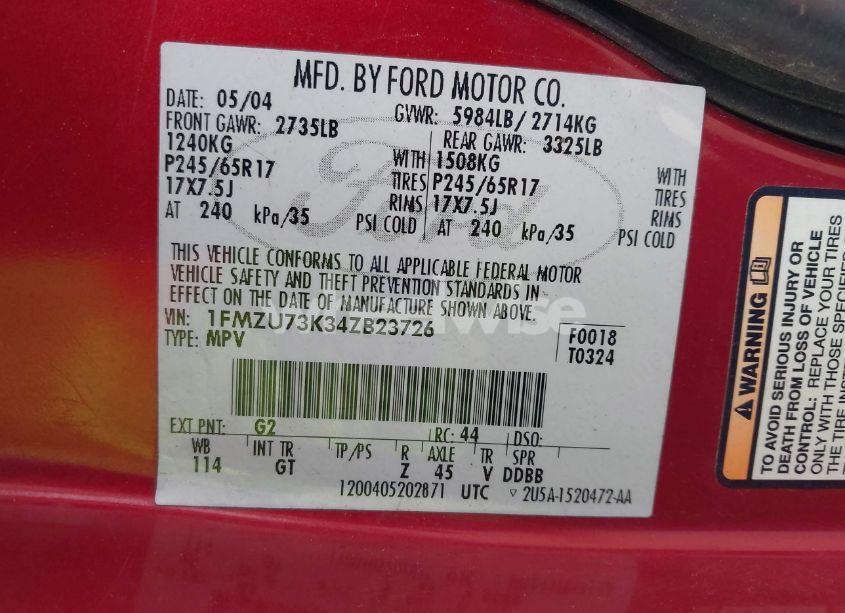 MFD. BY FORD MOTOR CO.
DATE: 05/04 GVWR: 5984LB/ 2714KG
FRONT GAWR: 2735LB REAR GAWR: 3325LB
1240KG WITH 1508KG WITH
P245/65R17 TIRES P245/65R17 TIRES
17X7.5J RIMS 17X7.5J RIMS
AT 240 kPa/35 PSI COLD AT 240 kPa/35 PSI COLD
Ford
THIS VEHICLE CONFORMS TO ALL APPLICABLE FEDERAL MOTOR
VEHICLE SAFETY AND THEFT PREVENTION STANDARDS IN
EFFECT ON THE DATE OF MANUFACTURE SHOWN ABOVE.
VIN: 1FMZU73K34ZB23726 F0018
TYPE: MPV T0324
EXT PNT: G2 RC: 44 DSO:
WB INT TR TP/PS R AXLE TR SPR
114 GT Z 45 V DDBB
1200405202871 UTC ▽ 2U5A-1520472-AA
WARNING
TO AVOID SERIOUS INJURY OR
DEATH FROM LOSS OF VEHICLE
CONTROL: REPLACE YOUR TIRES
ONLY WITH THOSE SPECIFIED
THE TIRE